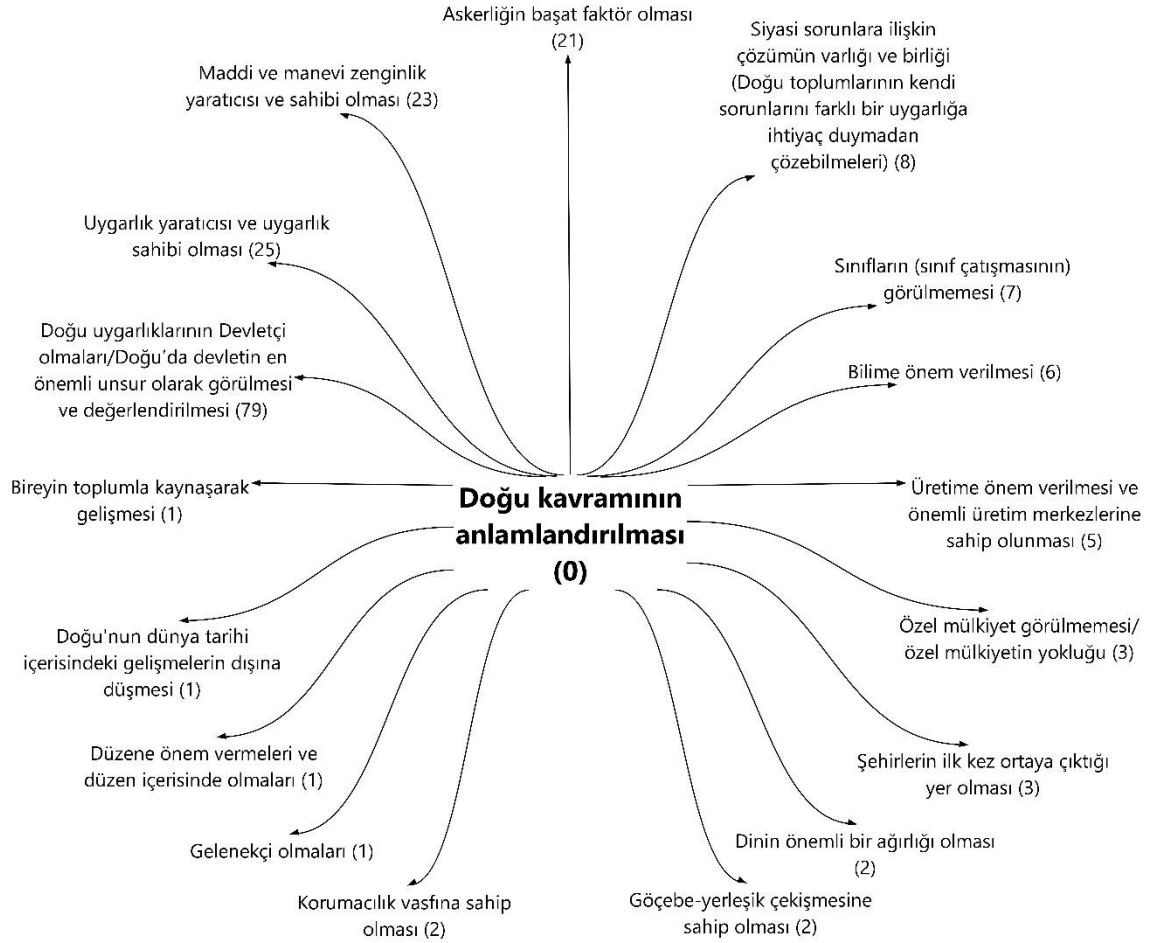 Askerliğin başat faktör olması
(21)
Siyasi sorunlara ilişkin
çözümün varlığı ve birliği
(Doğu toplumlarının kendi
sorunlarını farklı bir uygarlığa
ihtiyaç duymadan
çözebilmeleri) (8)
Maddi ve manevi zenginlik
yaratıcısı ve sahibi olması (23)
Uygarlık yaratıcısı ve uygarlık
sahibi olması (25)
Sınıfların (sınıf çatışmasının)
görülmemesi (7)
Doğu uygarlıklarının Devletçi
olmaları/Doğu'da devletin en
önemli unsur olarak görülmesi
ve değerlendirilmesi (79)
Bilime önem verilmesi (6)
Bireyin toplumla kaynaşarak
gelişmesi (1)
Doğu kavramının
anlamlandırılması
(0)
Üretime önem verilmesi ve
önemli üretim merkezlerine
sahip olunması (5)
Doğu'nun dünya tarihi
içerisindeki gelişmelerin dışına
düşmesi (1)
Özel mülkiyet görülmemesi/
özel mülkiyetin yokluğu (3)
Düzene önem vermeleri ve
düzen içerisinde olmaları (1)
Şehirlerin ilk kez ortaya çıktığı
yer olması (3)
Gelenekçi olmaları (1)
Dinin önemli bir ağırlığı olması
(2)
Korumacılık vasfına sahip
olması (2)
Göçebe-yerleşik çekişmesine
sahip olması (2)